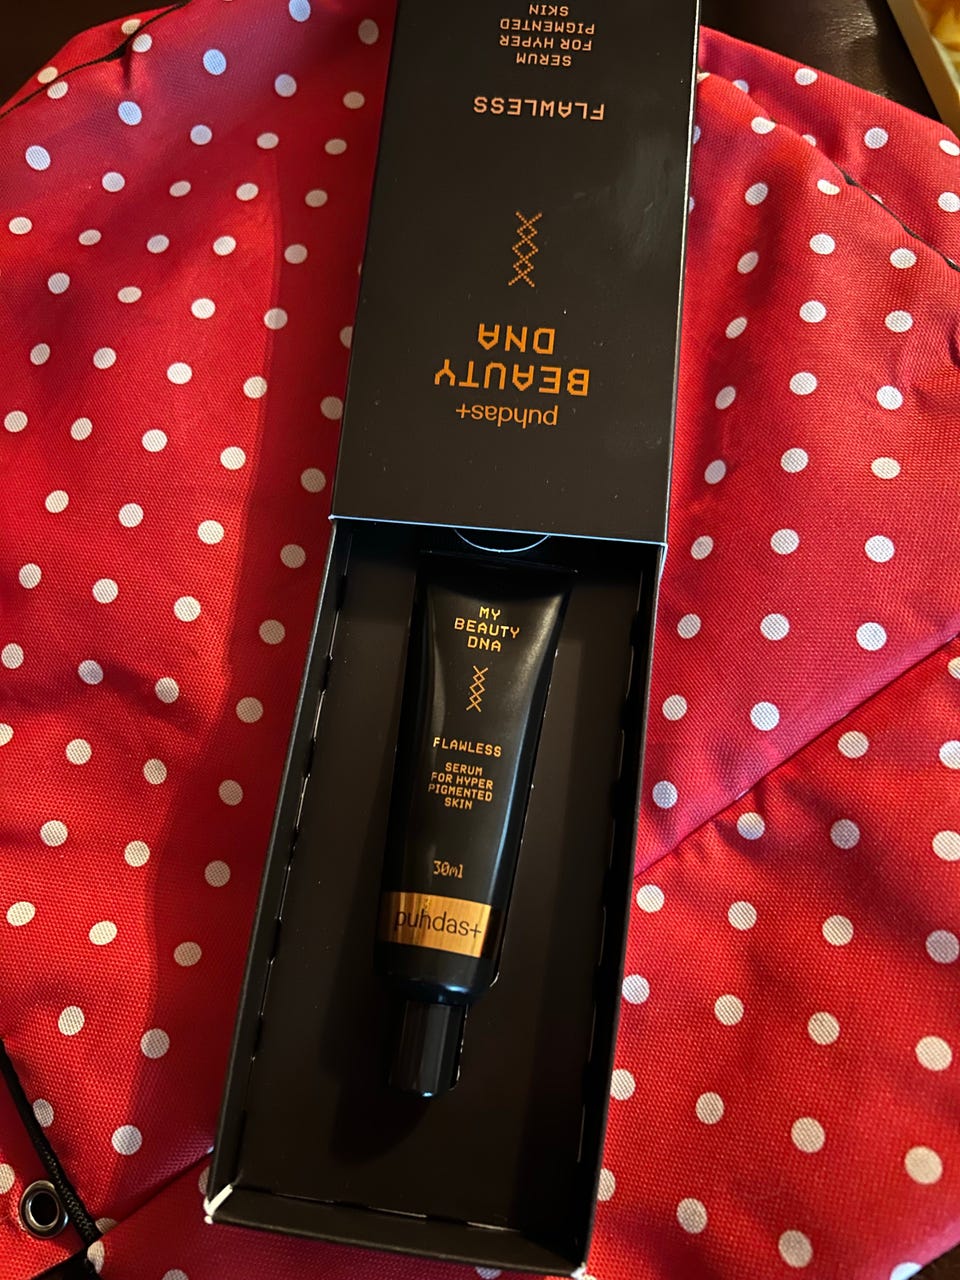 puhdas+
BEAUTY
DNA
FLAWLESS
SERUM
FOR HYPER
PIGMENTED
SKIN
MY
BEAUTY
DNA
FLAWLESS
SERUM
FOR HYPER
PIGMENTED
SKIN
30ml
puhdas+